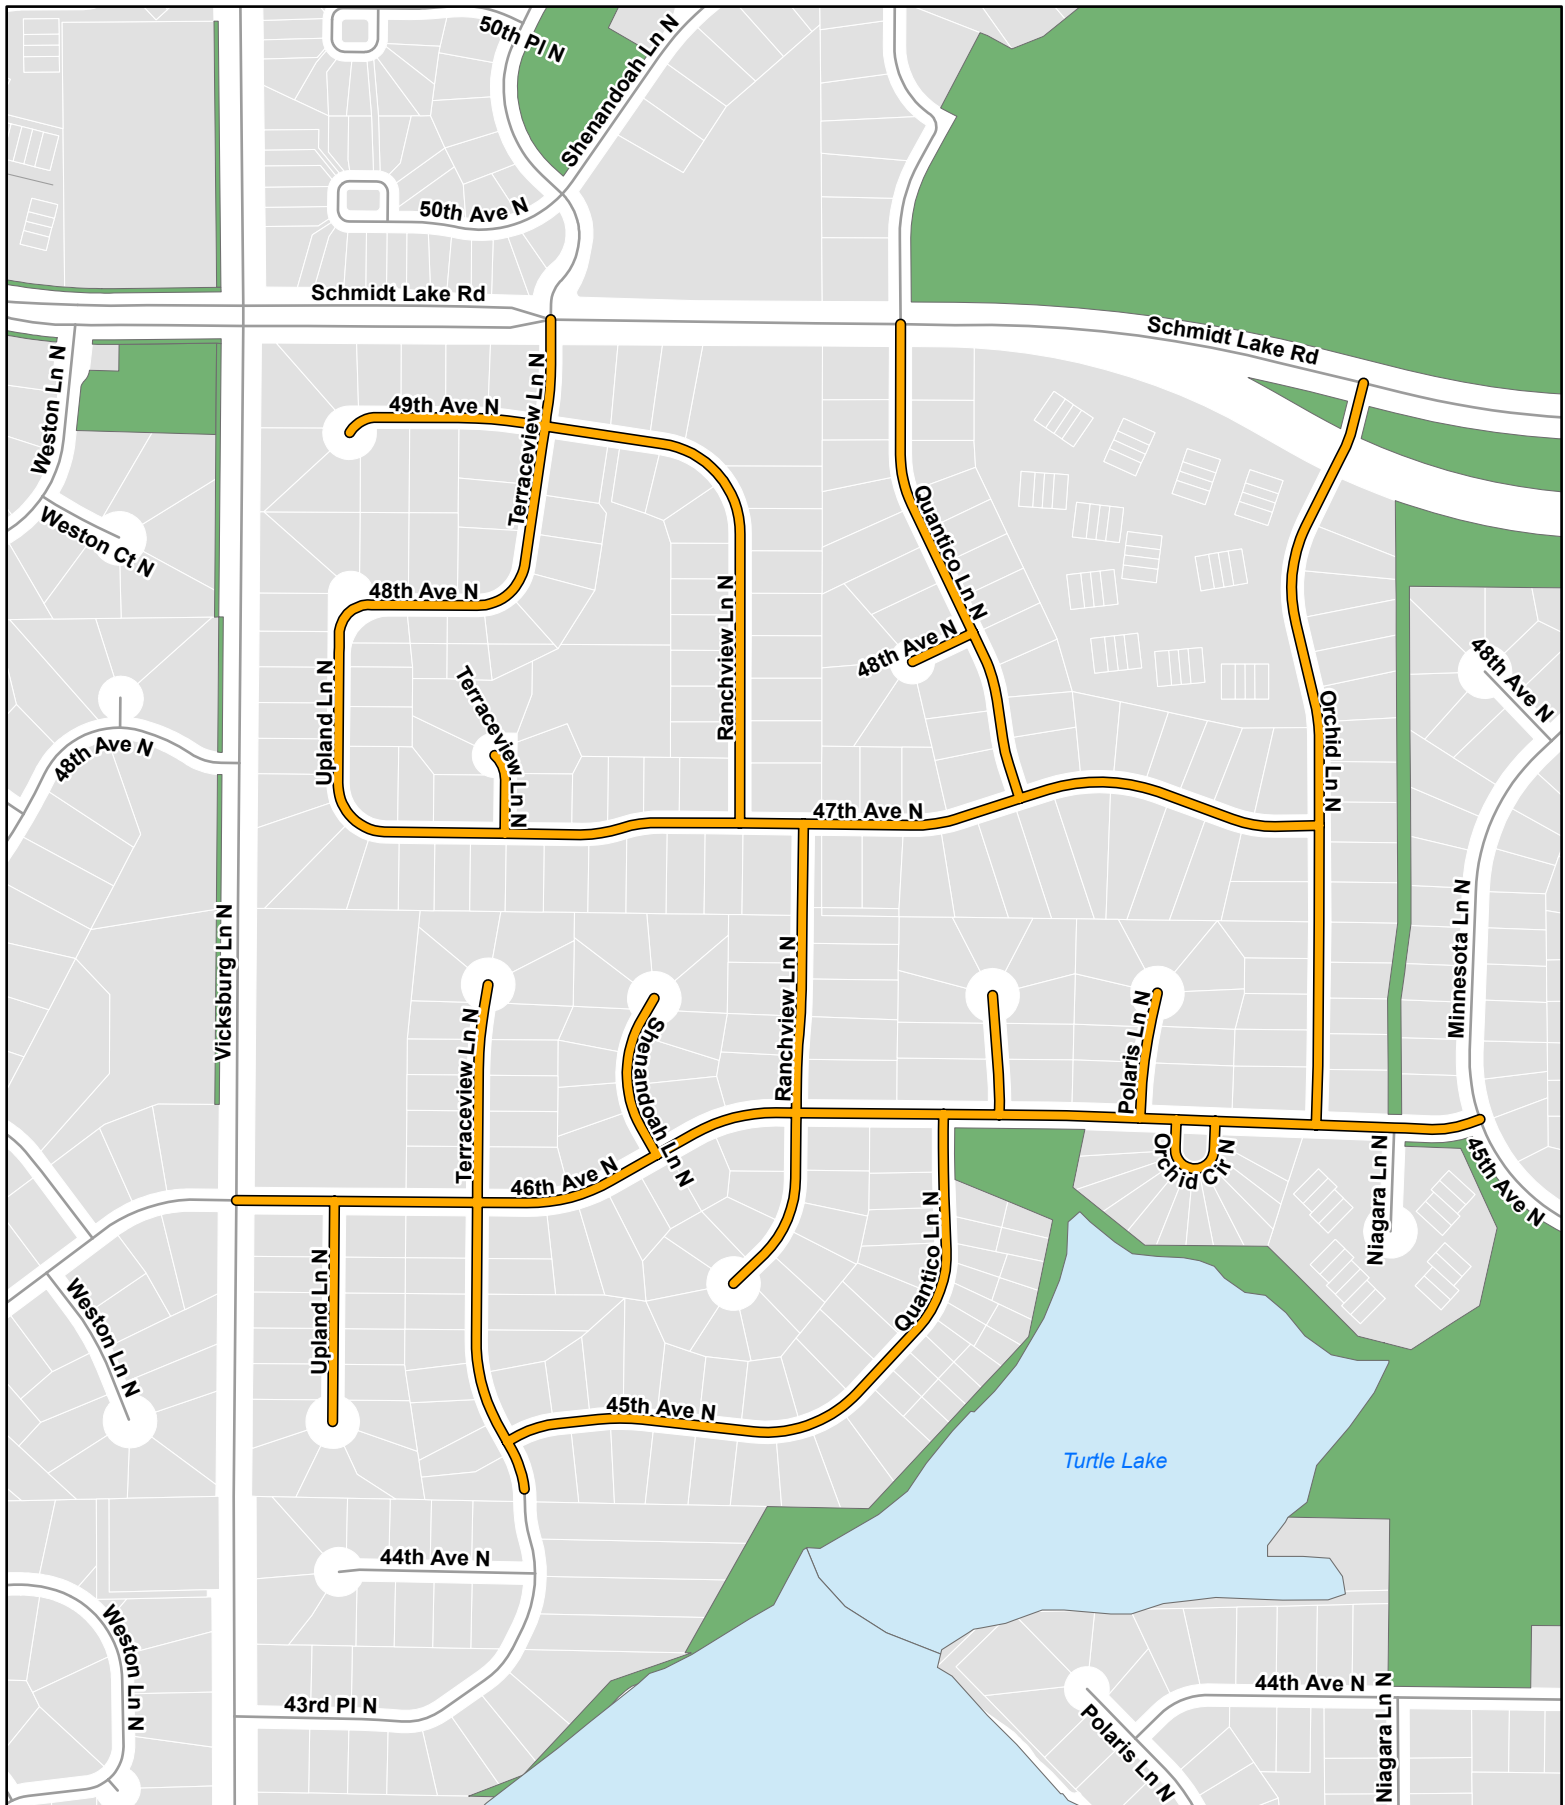 50th Pl N
Shenandoah Ln N
50th Ave N
Schmidt Lake Rd
Schmidt Lake Rd
Weston Ln N
49th Ave N
Terraceview Ln N
Weston Ct N
Quantico Ln N
48th Ave N
Ranchview Ln N
48th Ave N
Upland Ln N
Terraceview Ln N
48th Ave N
48th Ave N
Orchid Ln N
47th Ave N
Vicksburg Ln N
Minnesota Ln N
Terraceview Ln N
Shenandoah Ln N
Ranchview Ln N
Polaris Ln N
Orchid Cir N
Niagara Ln N
45th Ave N
46th Ave N
Quantico Ln N
Upland Ln N
Weston Ln N
45th Ave N
Turtle Lake
44th Ave N
Weston Ln N
43rd Pl N
44th Ave N
Niagara Ln N
Polaris Ln N